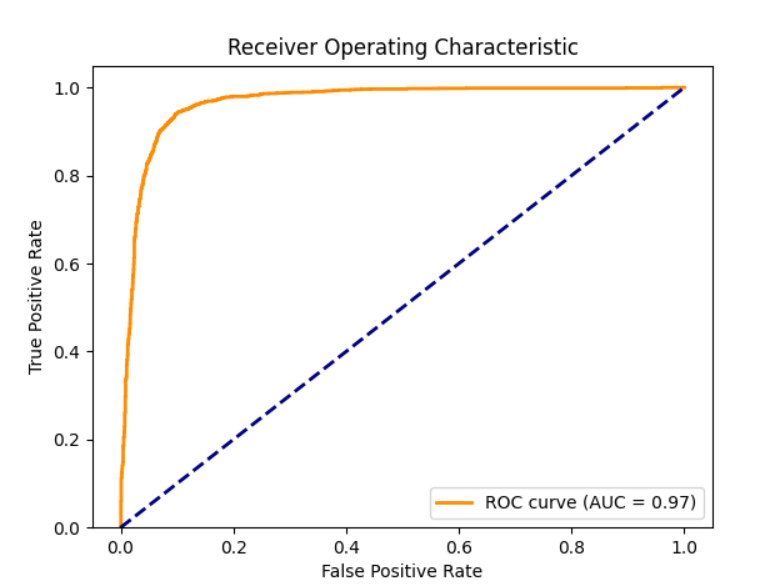 Receiver Operating Characteristic
1.0
0.8
0.6
0.4
0.2
0.0
True Positive Rate
ROC curve (AUC = 0.97)
0.0 0.2 0.4 0.6 0.8 1.0
False Positive Rate